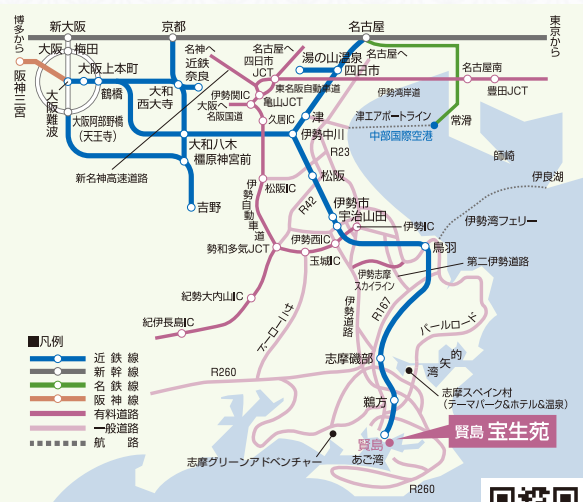 博多から
新大阪
京都
名古屋
東京から
大阪
梅田
名神へ
名古屋へ
湯の山温泉
名古屋へ
大阪上本町
近鉄
奈良
四日市
JCT
四日市
名古屋南
阪神三宮
鶴橋
大和
西大寺
伊勢関IC
東名阪自動車道
豊田JCT
大阪へ
名阪国道
亀山JCT
伊勢湾岸道
大阪難波
大阪阿部野橋
(天王寺)
久居IC
津
津エアポートライン
常滑
伊勢中川
中部国際空港
大和八木
橿原神宮前
R23
師崎
新名神高速道路
松阪
伊良湖
松阪IC
R42
吉野
伊勢自動車道
伊勢市
宇治山田
伊勢IC
伊勢湾フェリー
伊勢西IC
鳥羽
勢和多気JCT
玉城IC
第二伊勢道路
伊勢志摩
スカイライン
紀勢大内山IC
サニーロード
伊勢道路
R167
パールロード
紀伊長島IC
■凡例
近鉄線
新幹線
名鉄線
阪神線
有料道路
一般道路
航路
志摩磯部
的矢湾
R260
志摩スペイン村
(テーマパーク&ホテル&温泉)
鵜方
賢島 宝生苑
賢島
あご湾
志摩グリーンアドベンチャー
R260